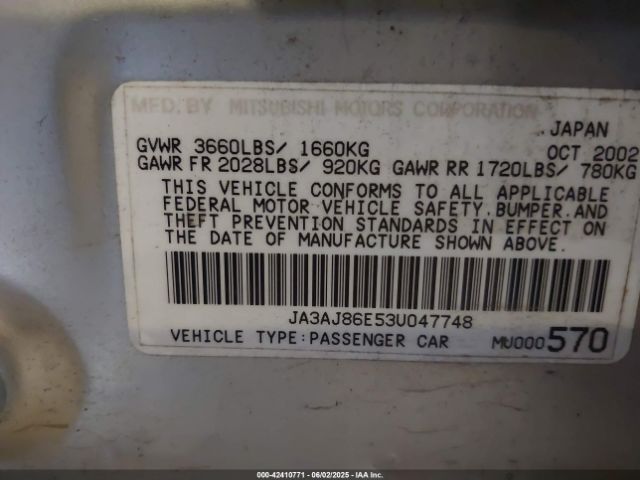 MFD. BY MITSUBISHI MOTORS CORPORATION
JAPAN
GVWR 3660LBS/ 1660KG OCT 2002
GAWR FR 2028LBS/ 920KG GAWR RR 1720LBS/ 780KG
THIS VEHICLE CONFORMS TO ALL APPLICABLE
FEDERAL MOTOR VEHICLE SAFETY.BUMPER.AND
THEFT PREVENTION STANDARDS IN EFFECT ON
THE DATE OF MANUFACTURE SHOWN ABOVE.
JA3AJ86E53U047748
VEHICLE TYPE:PASSENGER CAR MU000570
000-42410771 - 06/02/2025 - IAAI.com